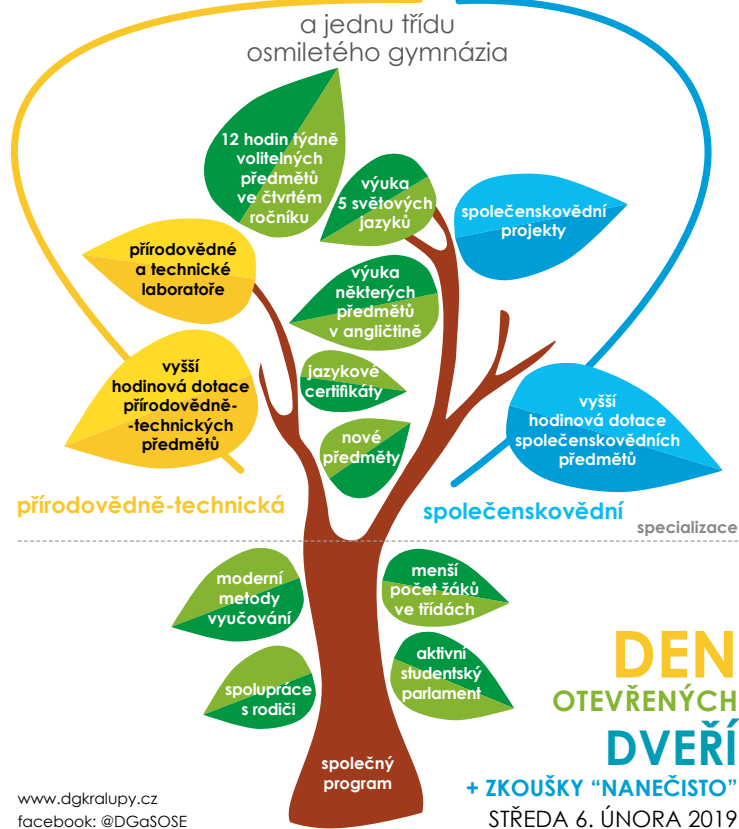 a jednu třídu
osmiletého gymnázia
12 hodin týdně
volitelných
předmětů
ve čtvrtém
ročníku
výuka
5 světových
jazyků
společenskovědní
projekty
přírodovědné
a technické
laboratoře
výuka
některých
předmětů
v angličtině
vyšší
hodinová dotace
přírodovědně-
-technických
předmětů
jazykové
certifikáty
vyšší
hodinová dotace
společenskovědních
předmětů
nové
předměty
přírodovědně-technická
společenskovědní
specializace
moderní
metody
vyučování
menší
počet žáků
ve třídách
spolupráce
s rodiči
aktivní
studentský
parlament
společný
program
DEN
OTEVŘENÝCH
DVEŘÍ
+ ZKOUŠKY “NANEČISTO”
STŘEDA 6. ÚNORA 2019
www.dgkralupy.cz
facebook: @DGaSOSE